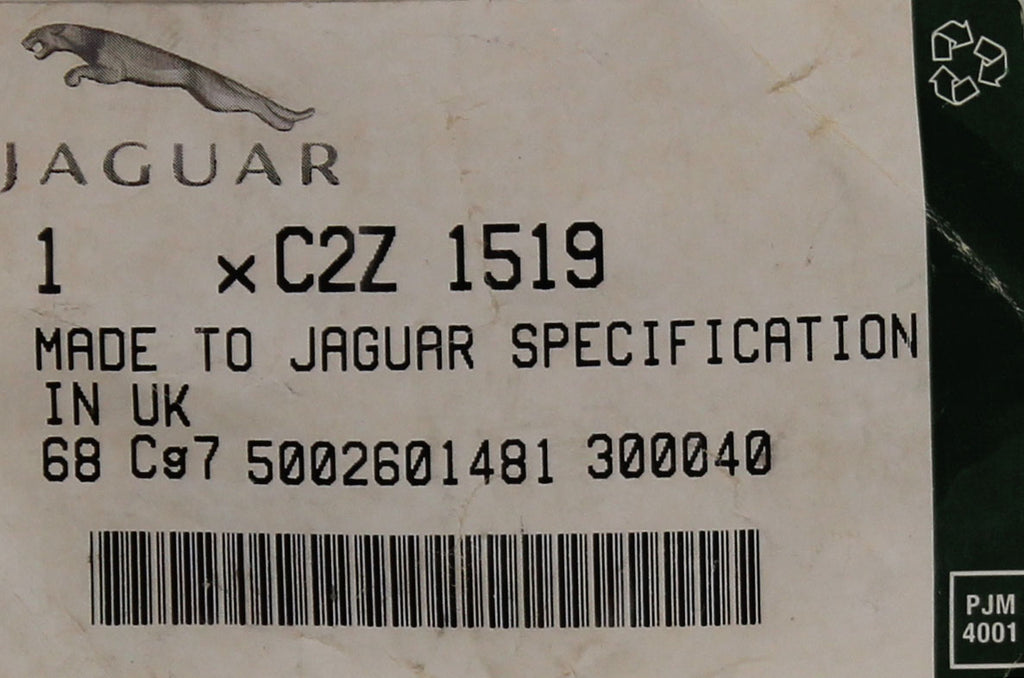 JAGUAR
1 x C2Z 1519
MADE TO JAGUAR SPECIFICATION
IN UK
68 Cg7 5002601481 300040
PJM
4001